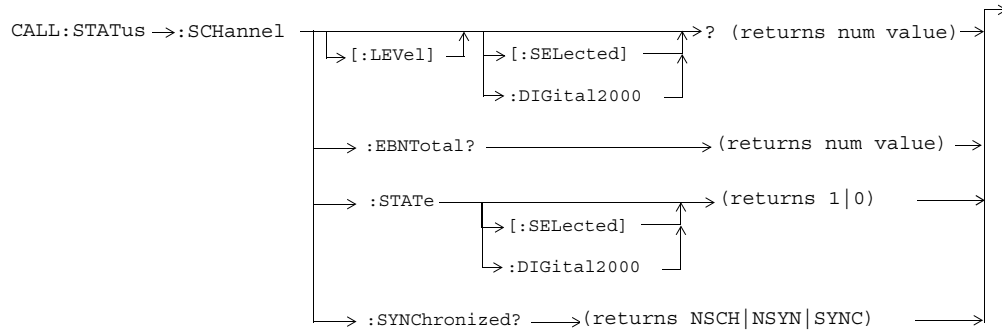 CALL:STATus :SCHannel ? (returns num value)
[:LEVel] [:SELected]
:DIGital2000
:EBNTotal? (returns num value)
:STATe (returns 1|0)
[:SELected]
:DIGital2000
:SYNChronized? (returns NSCH|NSYN|SYNC)